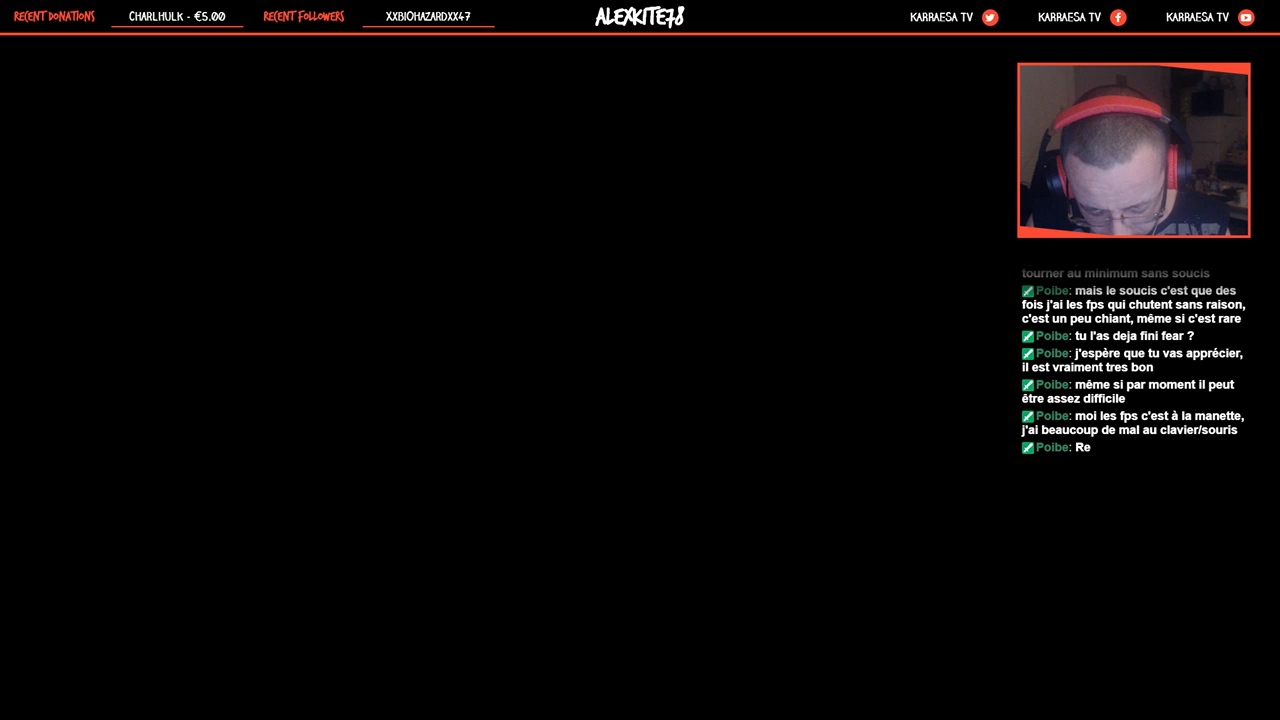 RECENT DONATIONS CHARLHULK - €5.00 RECENT FOLLOWERS XXBIOHAZARDXX47 ALEXKITE78 KARRAESA TV KARRAESA TV KARRAESA TV
tourner au minimum sans soucis
Poibe: mais le soucis c'est que des
fois j'ai les fps qui chutent sans raison,
c'est un peu chiant, même si c'est rare
Poibe: tu l'as deja fini fear ?
Poibe: j'espère que tu vas apprécier,
il est vraiment tres bon
Poibe: même si par moment il peut
être assez difficile
Poibe: moi les fps c'est à la manette,
j'ai beaucoup de mal au clavier/souris
Poibe: Re